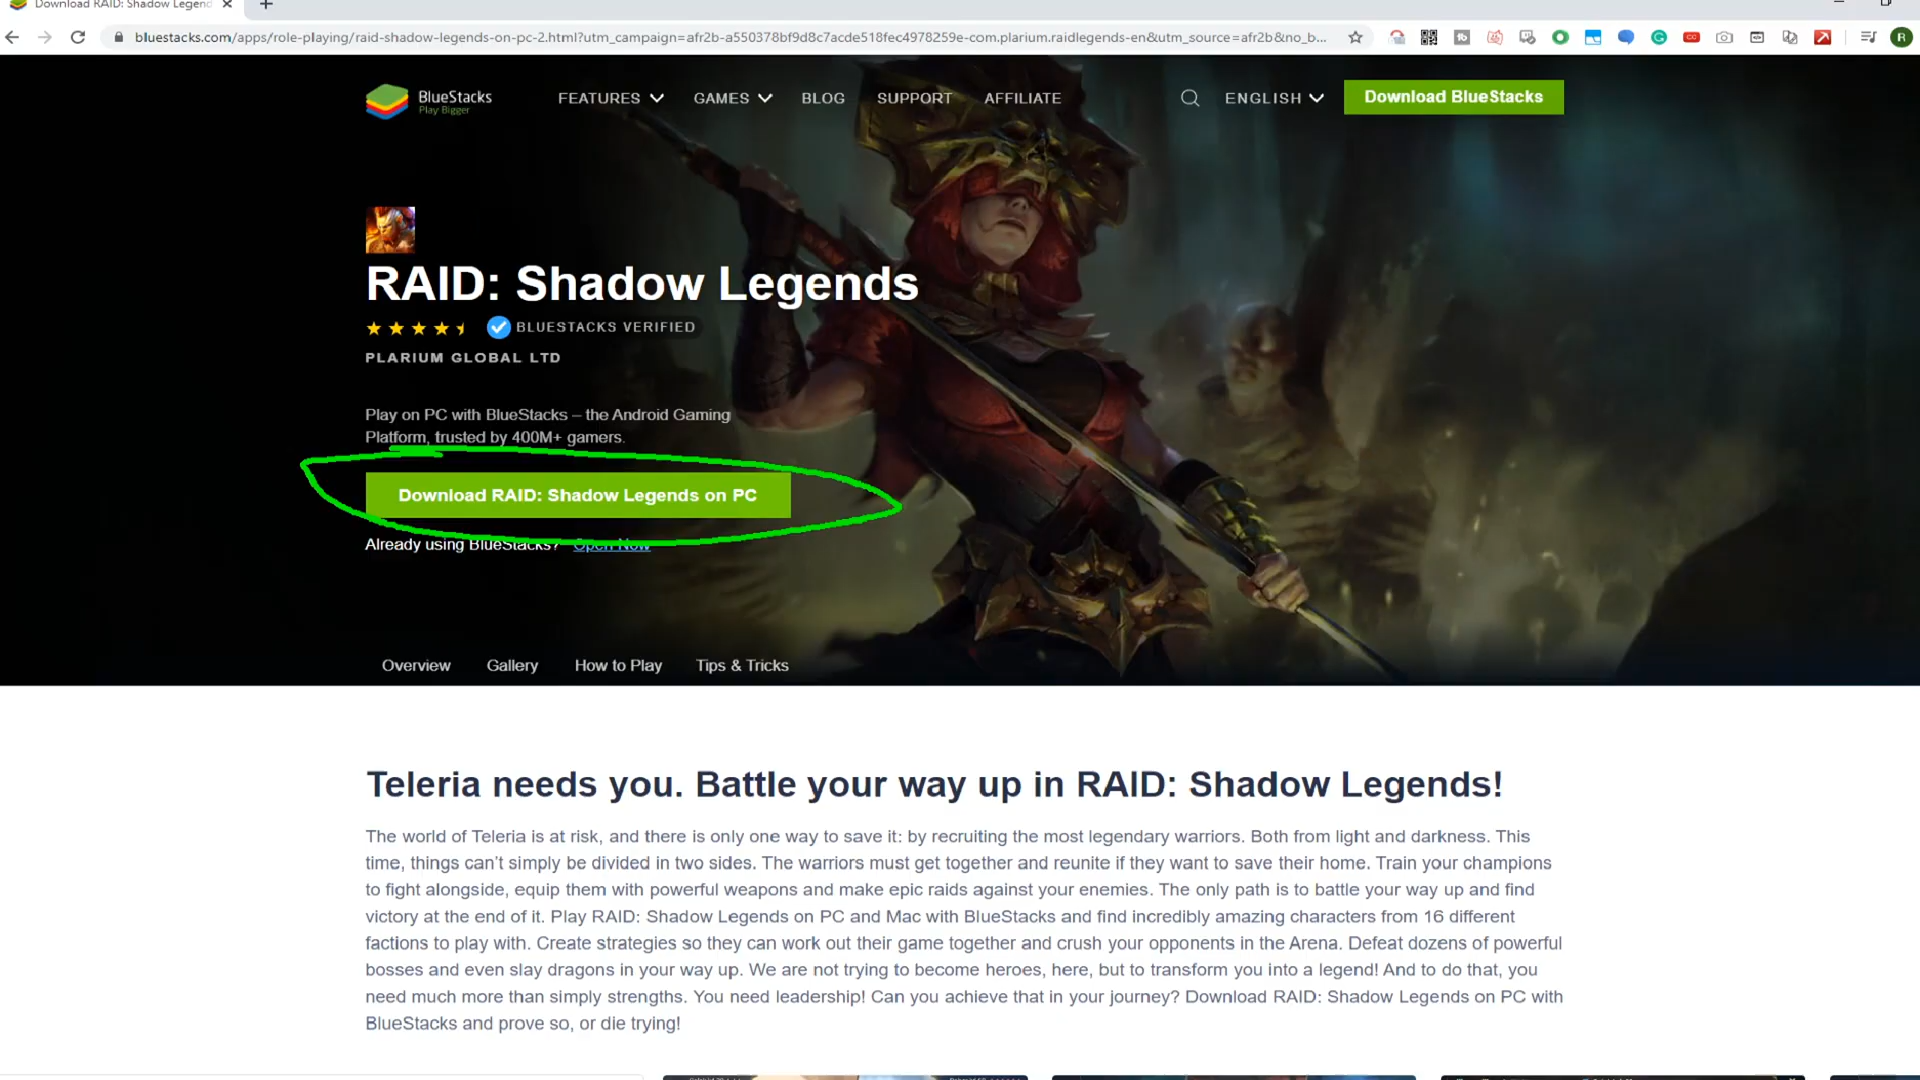 Download RAID: Shadow Legend
bluestacks.com/apps/role-playing/raid-shadow-legends-on-pc-2.html?utm_campaign=afr2b-a550378bf9d8c7acde518fec4978259e-com.plarium.raidlegends-en&utm_source=afr2b&no_b...
BlueStacks
Play Bigger
FEATURES GAMES BLOG SUPPORT AFFILIATE ENGLISH Download BlueStacks
RAID: Shadow Legends
BLUESTACKS VERIFIED
PLARIUM GLOBAL LTD
Play on PC with BlueStacks – the Android Gaming
Platform, trusted by 400M+ gamers.
Download RAID: Shadow Legends on PC
Already using BlueStacks? Open Now
Overview Gallery How to Play Tips & Tricks
Teleria needs you. Battle your way up in RAID: Shadow Legends!
The world of Teleria is at risk, and there is only one way to save it: by recruiting the most legendary warriors. Both from light and darkness. This
time, things can’t simply be divided in two sides. The warriors must get together and reunite if they want to save their home. Train your champions
to fight alongside, equip them with powerful weapons and make epic raids against your enemies. The only path is to battle your way up and find
victory at the end of it. Play RAID: Shadow Legends on PC and Mac with BlueStacks and find incredibly amazing characters from 16 different
factions to play with. Create strategies so they can work out their game together and crush your opponents in the Arena. Defeat dozens of powerful
bosses and even slay dragons in your way up. We are not trying to become heroes, here, but to transform you into a legend! And to do that, you
need much more than simply strengths. You need leadership! Can you achieve that in your journey? Download RAID: Shadow Legends on PC with
BlueStacks and prove so, or die trying!